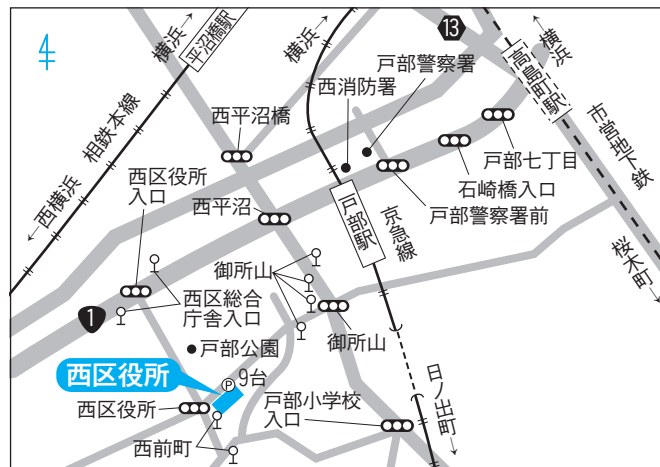 横浜→
平沼橋駅
相鉄本線
←西横浜
横浜→
13
戸部警察署
西消防署
←横浜
高島町駅
市営地下鉄
桜木町→
西平沼橋
戸部七丁目
石崎橋入口
戸部警察署前
西区役所
入口
西平沼
戸部駅
京急線
御所山
西区総合
庁舎入口
1
御所山
戸部公園
西区役所
P
9台
西区役所
西前町
戸部小学校
入口
日ノ出町→